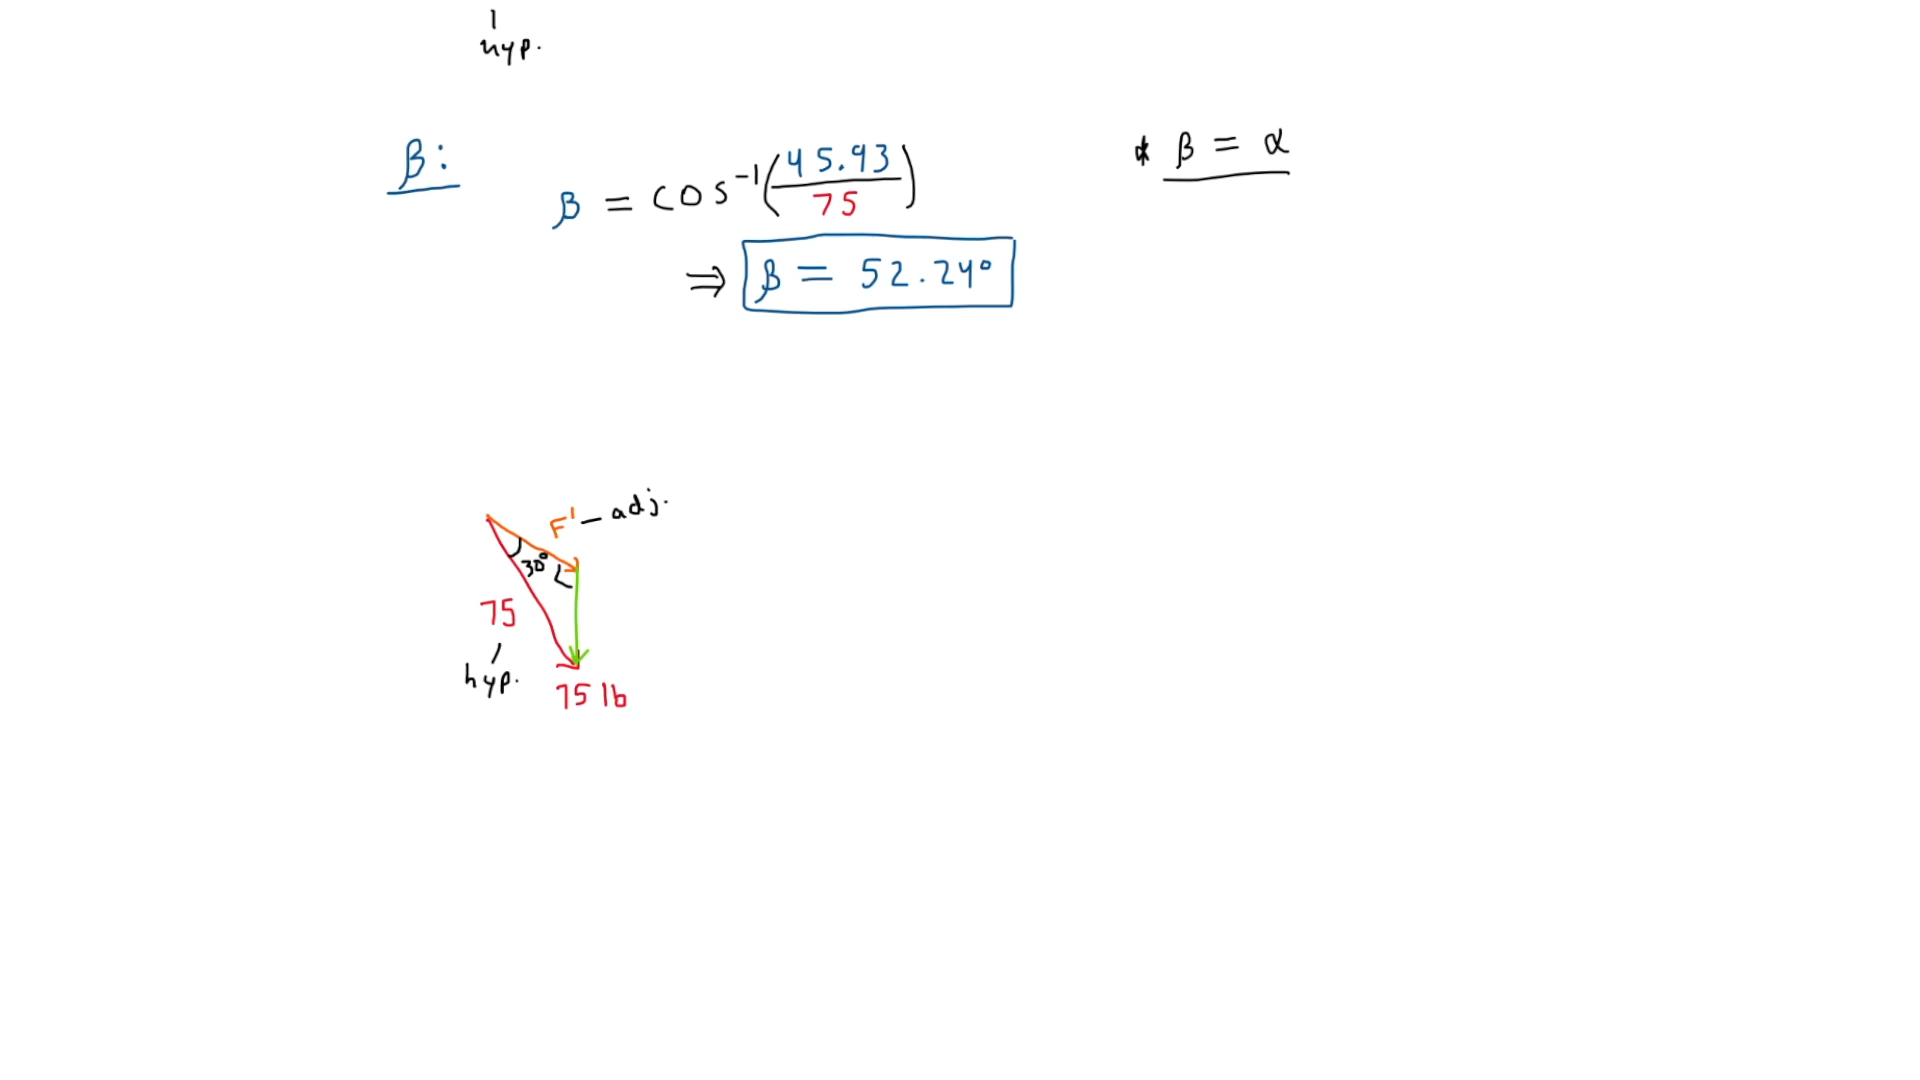 hyp.
β:
β = cos⁻¹(45.93/75)
* β = α
⇒ β = 52.24°
F' – adj.
30°
75
hyp.
75 lb